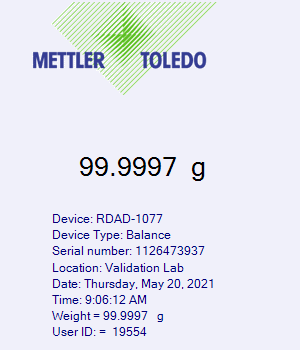 METTLER TOLEDO
99.9997 g
Device: RDAD-1077
Device Type: Balance
Serial number: 1126473937
Location: Validation Lab
Date: Thursday, May 20, 2021
Time: 9:06:12 AM
Weight = 99.9997 g
User ID: = 19554